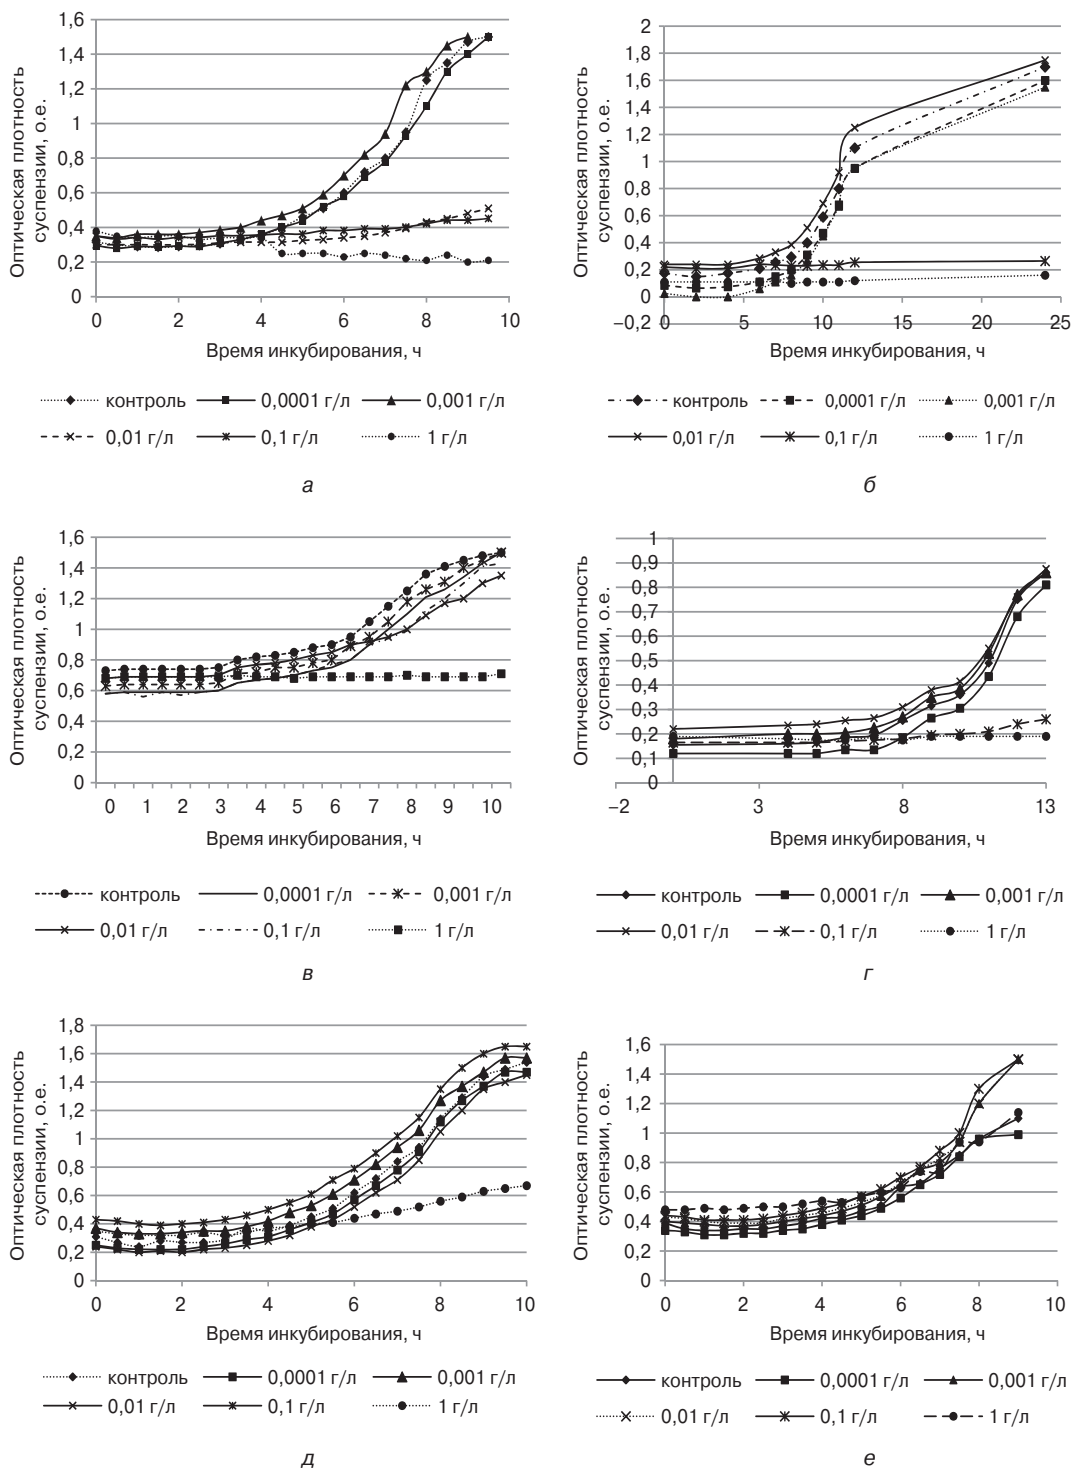 Оптическая плотность
суспензии, о.е.
1,6
1,4
1,2
1
0,8
0,6
0,4
0,2
0
0 2 4 6 8 10
Время инкубирования, ч
контроль 0,0001 г/л 0,001 г/л
0,01 г/л 0,1 г/л 1 г/л
а
Оптическая плотность
суспензии, о.е.
2
1,8
1,6
1,4
1,2
1
0,8
0,6
0,4
0,2
0
−0,2
0 5 10 15 20 25
Время инкубирования, ч
контроль 0,0001 г/л 0,001 г/л
0,01 г/л 0,1 г/л 1 г/л
б
Оптическая плотность
суспензии, о.е.
1,6
1,4
1,2
1
0,8
0,6
0,4
0,2
0
0 1 2 3 4 5 6 7 8 9 10
Время инкубирования, ч
контроль 0,0001 г/л 0,001 г/л
0,01 г/л 0,1 г/л 1 г/л
в
Оптическая плотность
суспензии, о.е.
1
0,9
0,8
0,7
0,6
0,5
0,4
0,3
0,2
0,1
0
−2 3 8 13
Время инкубирования, ч
контроль 0,0001 г/л 0,001 г/л
0,01 г/л 0,1 г/л 1 г/л
г
Оптическая плотность
суспензии, о.е.
1,8
1,6
1,4
1,2
1
0,8
0,6
0,4
0,2
0
0 2 4 6 8 10
Время инкубирования, ч
контроль 0,0001 г/л 0,001 г/л
0,01 г/л 0,1 г/л 1 г/л
д
Оптическая плотность
суспензии, о.е.
1,6
1,4
1,2
1
0,8
0,6
0,4
0,2
0
0 2 4 6 8 10
Время инкубирования, ч
контроль 0,0001 г/л 0,001 г/л
0,01 г/л 0,1 г/л 1 г/л
е